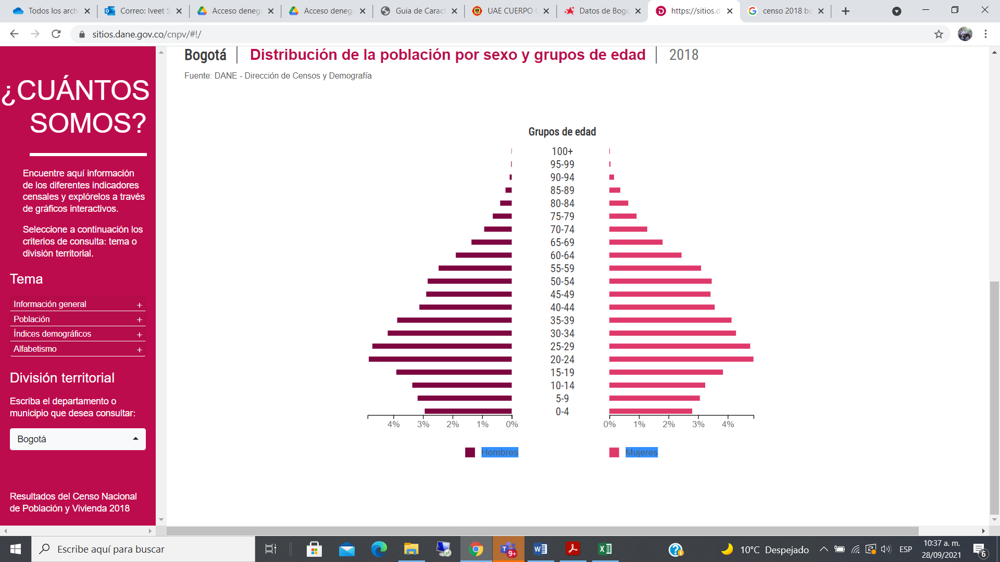 Todos los arch
Correo: Iveet S
Acceso deneg
Acceso deneg
Guia de Caract
UAE CUERPO
Datos de Bogo
https://sitios.d
censo 2018 bo
sitios.dane.gov.co/cnpv/#!/
¿CUÁNTOS
SOMOS?
Encuentre aquí información
de los diferentes indicadores
censales y explórelos a través
de gráficos interactivos.
Seleccione a continuación los
criterios de consulta: tema o
división territorial.
Tema
Información general +
Población +
Índices demográficos +
Alfabetismo +
División territorial
Escriba el departamento o
municipio que desea consultar:
Bogotá
Resultados del Censo Nacional
de Población y Vivienda 2018
Bogotá | Distribución de la población por sexo y grupos de edad | 2018
Fuente: DANE - Dirección de Censos y Demografía
Grupos de edad
100+
95-99
90-94
85-89
80-84
75-79
70-74
65-69
60-64
55-59
50-54
45-49
40-44
35-39
30-34
25-29
20-24
15-19
10-14
5-9
0-4
4% 3% 2% 1% 0% 0% 1% 2% 3% 4%
Hombres Mujeres
Escribe aquí para buscar
9+
10°C Despejado
ESP
10:37 a. m.
28/09/2021
6